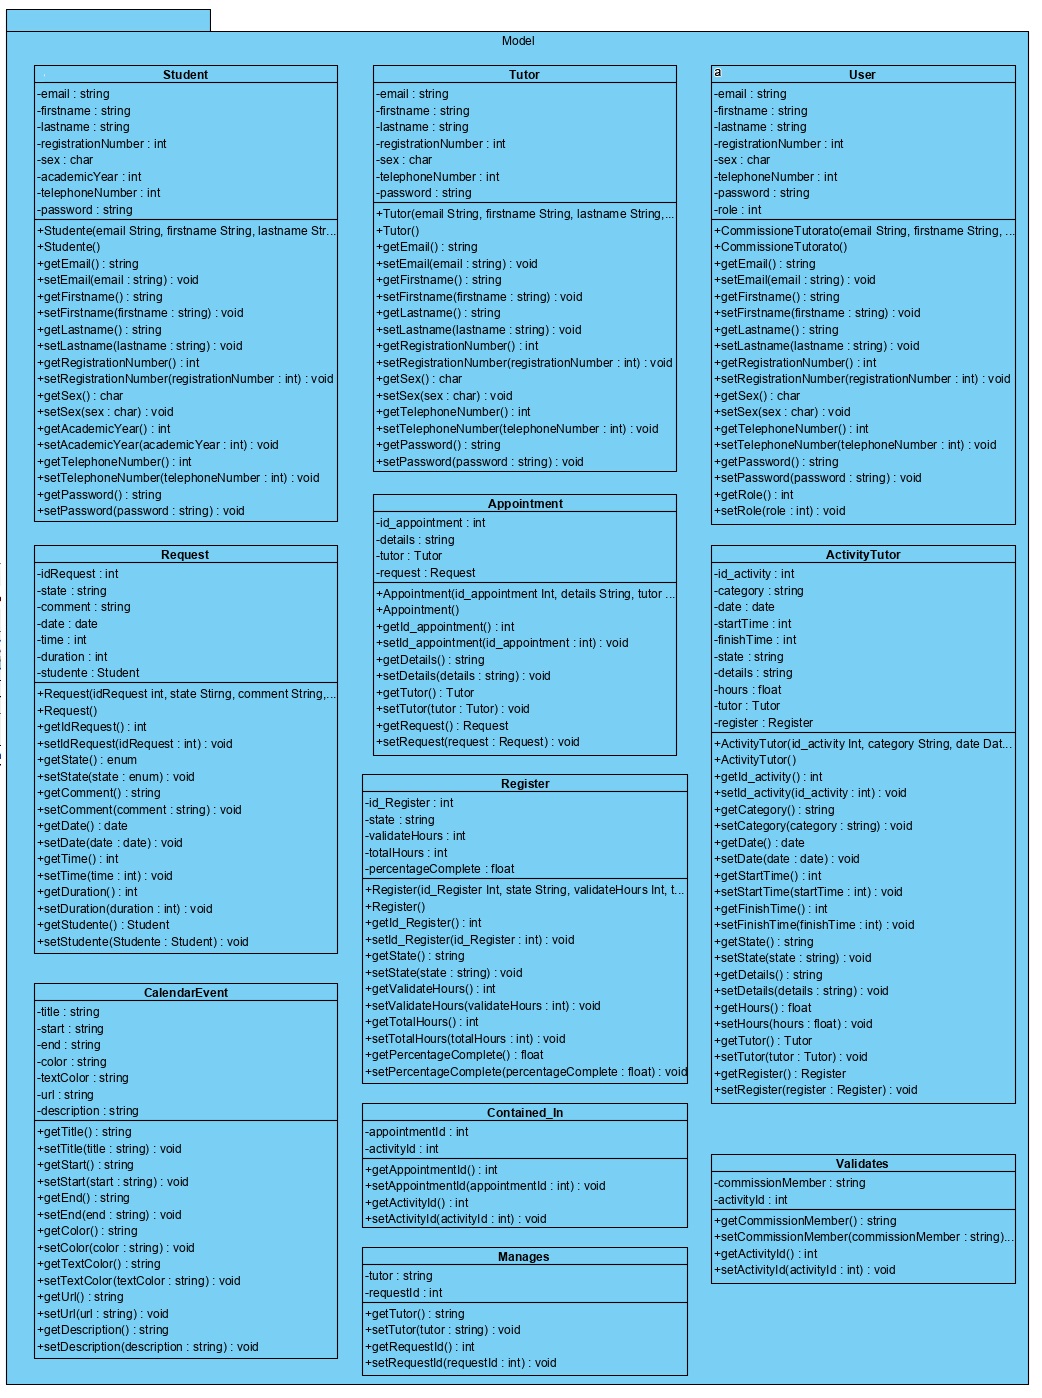 Model
Student
-email : string
-firstname : string
-lastname : string
-registrationNumber : int
-sex : char
-academicYear : int
-telephoneNumber : int
-password : string
+Studente(email String, firstname String, lastname Str...
+Studente()
+getEmail() : string
+setEmail(email : string) : void
+getFirstname() : string
+setFirstname(firstname : string) : void
+getLastname() : string
+setLastname(lastname : string) : void
+getRegistrationNumber() : int
+setRegistrationNumber(registrationNumber : int) : void
+getSex() : char
+setSex(sex : char) : void
+getAcademicYear() : int
+setAcademicYear(academicYear : int) : void
+getTelephoneNumber() : int
+setTelephoneNumber(telephoneNumber : int) : void
+getPassword() : string
+setPassword(password : string) : void
Tutor
-email : string
-firstname : string
-lastname : string
-registrationNumber : int
-sex : char
-telephoneNumber : int
-password : string
+Tutor(email String, firstname String, lastname String,...
+Tutor()
+getEmail() : string
+setEmail(email : string) : void
+getFirstname() : string
+setFirstname(firstname : string) : void
+getLastname() : string
+setLastname(lastname : string) : void
+getRegistrationNumber() : int
+setRegistrationNumber(registrationNumber : int) : void
+getSex() : char
+setSex(sex : char) : void
+getTelephoneNumber() : int
+setTelephoneNumber(telephoneNumber : int) : void
+getPassword() : string
+setPassword(password : string) : void
a
User
-email : string
-firstname : string
-lastname : string
-registrationNumber : int
-sex : char
-telephoneNumber : int
-password : string
-role : int
+CommissioneTutorato(email String, firstname String, ...
+CommissioneTutorato()
+getEmail() : string
+setEmail(email : string) : void
+getFirstname() : string
+setFirstname(firstname : string) : void
+getLastname() : string
+setLastname(lastname : string) : void
+getRegistrationNumber() : int
+setRegistrationNumber(registrationNumber : int) : void
+getSex() : char
+setSex(sex : char) : void
+getTelephoneNumber() : int
+setTelephoneNumber(telephoneNumber : int) : void
+getPassword() : string
+setPassword(password : string) : void
+getRole() : int
+setRole(role : int) : void
Request
-idRequest : int
-state : string
-comment : string
-date : date
-time : int
-duration : int
-studente : Student
+Request(idRequest int, state Stirng, comment String,...
+Request()
+getIdRequest() : int
+setIdRequest(idRequest : int) : void
+getState() : enum
+setState(state : enum) : void
+getComment() : string
+setComment(comment : string) : void
+getDate() : date
+setDate(date : date) : void
+getTime() : int
+setTime(time : int) : void
+getDuration() : int
+setDuration(duration : int) : void
+getStudente() : Student
+setStudente(Studente : Student) : void
Appointment
-id_appointment : int
-details : string
-tutor : Tutor
-request : Request
+Appointment(id_appointment Int, details String, tutor ...
+Appointment()
+getId_appointment() : int
+setId_appointment(id_appointment : int) : void
+getDetails() : string
+setDetails(details : string) : void
+getTutor() : Tutor
+setTutor(tutor : Tutor) : void
+getRequest() : Request
+setRequest(request : Request) : void
ActivityTutor
-id_activity : int
-category : string
-date : date
-startTime : int
-finishTime : int
-state : string
-details : string
-hours : float
-tutor : Tutor
-register : Register
+ActivityTutor(id_activity Int, category String, date Dat...
+ActivityTutor()
+getId_activity() : int
+setId_activity(id_activity : int) : void
+getCategory() : string
+setCategory(category : string) : void
+getDate() : date
+setDate(date : date) : void
+getStartTime() : int
+setStartTime(startTime : int) : void
+getFinishTime() : int
+setFinishTime(finishTime : int) : void
+getState() : string
+setState(state : string) : void
+getDetails() : string
+setDetails(details : string) : void
+getHours() : float
+setHours(hours : float) : void
+getTutor() : Tutor
+setTutor(tutor : Tutor) : void
+getRegister() : Register
+setRegister(register : Register) : void
Register
-id_Register : int
-state : string
-validateHours : int
-totalHours : int
-percentageComplete : float
+Register(id_Register Int, state String, validateHours Int, t...
+Register()
+getId_Register() : int
+setId_Register(id_Register : int) : void
+getState() : string
+setState(state : string) : void
+getValidateHours() : int
+setValidateHours(validateHours : int) : void
+getTotalHours() : int
+setTotalHours(totalHours : int) : void
+getPercentageComplete() : float
+setPercentageComplete(percentageComplete : float) : void
CalendarEvent
-title : string
-start : string
-end : string
-color : string
-textColor : string
-url : string
-description : string
+getTitle() : string
+setTitle(title : string) : void
+getStart() : string
+setStart(start : string) : void
+getEnd() : string
+setEnd(end : string) : void
+getColor() : string
+setColor(color : string) : void
+getTextColor() : string
+setTextColor(textColor : string) : void
+getUrl() : string
+setUrl(url : string) : void
+getDescription() : string
+setDescription(description : string) : void
Contained_In
-appointmentId : int
-activityId : int
+getAppointmentId() : int
+setAppointmentId(appointmentId : int) : void
+getActivityId() : int
+setActivityId(activityId : int) : void
Validates
-commissionMember : string
-activityId : int
+getCommissionMember() : string
+setCommissionMember(commissionMember : string)...
+getActivityId() : int
+setActivityId(activityId : int) : void
Manages
-tutor : string
-requestId : int
+getTutor() : string
+setTutor(tutor : string) : void
+getRequestId() : int
+setRequestId(requestId : int) : void